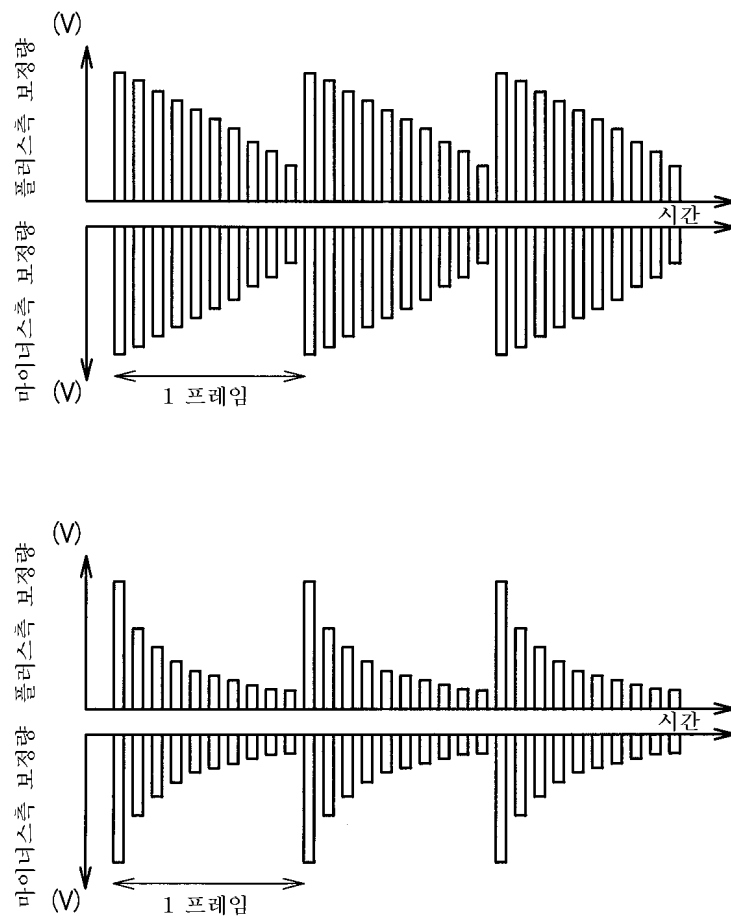 (V)
플러스측 보정량
시간
마이너스측 보정량
(V)
1 프레임
(V)
플러스측 보정량
시간
마이너스측 보정량
(V)
1 프레임